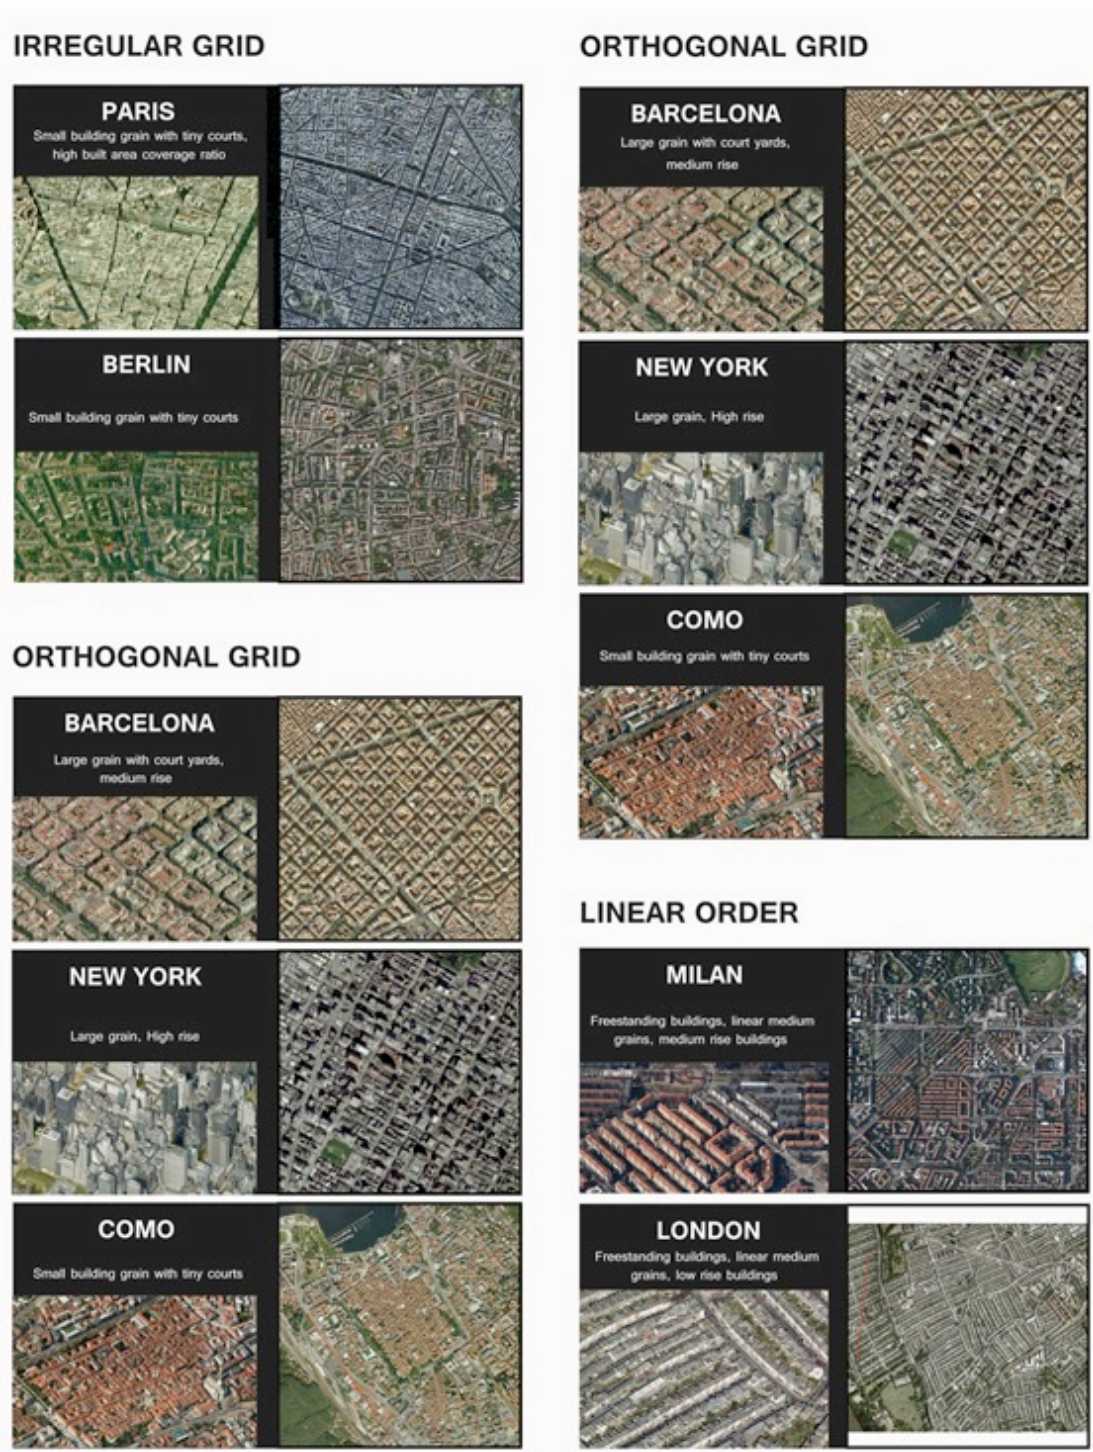 IRREGULAR GRID
PARIS
Small building grain with tiny courts,
high built area coverage ratio
BERLIN
Small building grain with tiny courts
ORTHOGONAL GRID
BARCELONA
Large grain with court yards,
medium rise
NEW YORK
Large grain, High rise
COMO
Small building grain with tiny courts
ORTHOGONAL GRID
BARCELONA
Large grain with court yards,
medium rise
NEW YORK
Large grain, High rise
COMO
Small building grain with tiny courts
LINEAR ORDER
MILAN
Freestanding buildings, linear medium
grains, medium rise buildings
LONDON
Freestanding buildings, linear medium
grains, low rise buildings